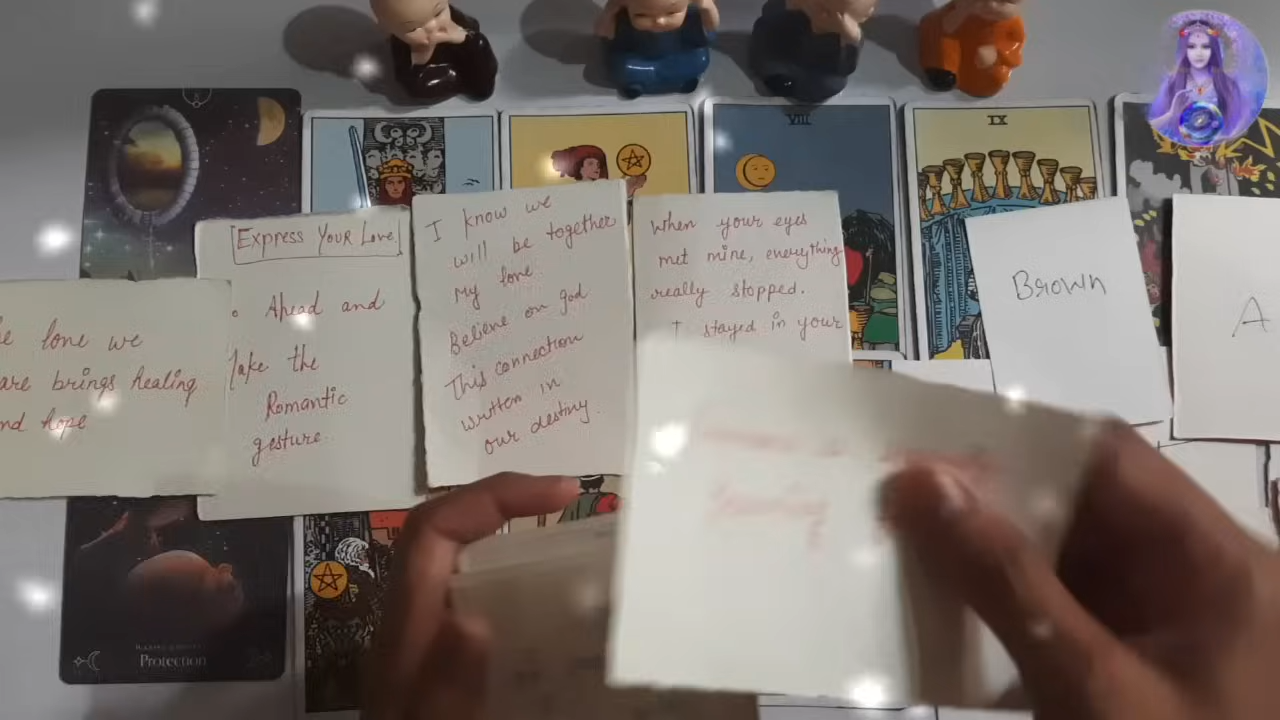 VIII
IX
he love we
are brings healing
nd hope
Express Your Love
Ahead and
Take the
Romantic
gesture.
I know we
will be together
My love
Believe on god
This connection
written in
our destiny.
When your eyes
met mine, everything
really stopped.
I stayed in your
Brown
A
Protection